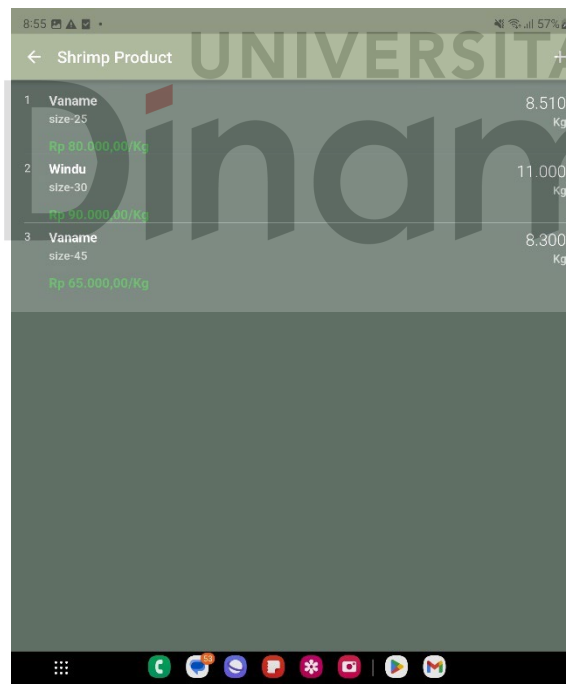 8:55
57%
Shrimp Product
UNIVERSITA
Dinam
1 Vaname 8.510
size-25 Kg
Rp 80.000,00/Kg
2 Windu 11.000
size-30 Kg
Rp 90.000,00/Kg
3 Vaname 8.300
size-45 Kg
Rp 65.000,00/Kg
53